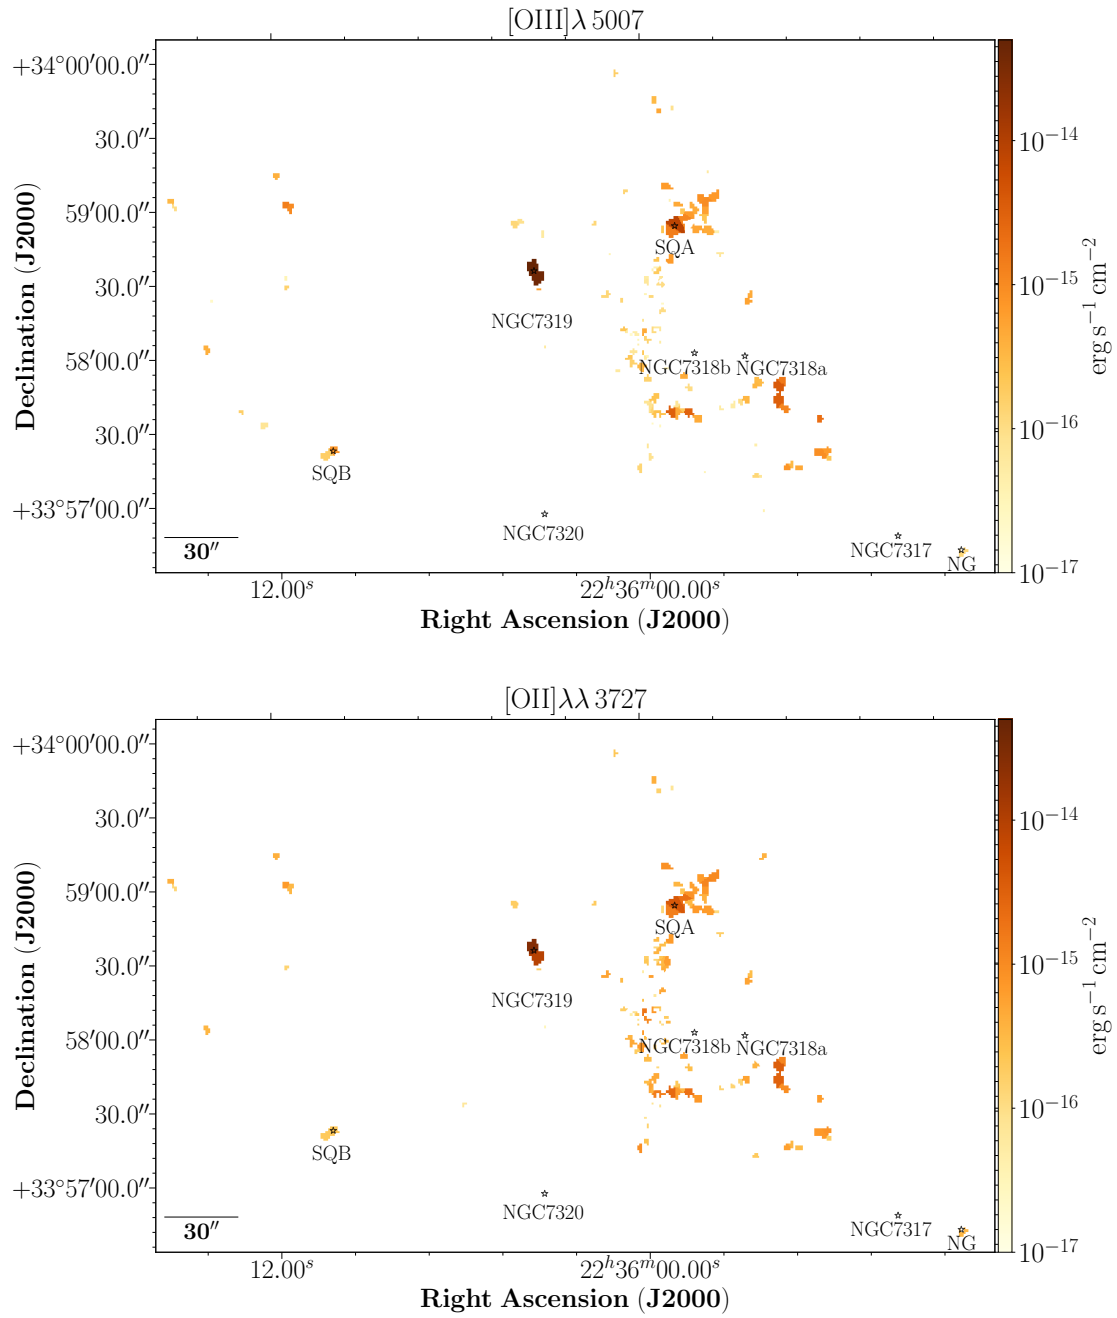 [OIII]λ 5007
+34°00′00.0″
30.0″
59′00.0″
30.0″
58′00.0″
30.0″
+33°57′00.0″
Declination (J2000)
SQA
NGC7319
NGC7318b
NGC7318a
SQB
NGC7320
NGC7317
NG
30″
12.00ˢ
22ʰ36ᵐ00.00ˢ
Right Ascension (J2000)
10⁻¹⁴
10⁻¹⁵
10⁻¹⁶
10⁻¹⁷
erg s⁻¹ cm⁻²
[OII]λλ 3727
+34°00′00.0″
30.0″
59′00.0″
30.0″
58′00.0″
30.0″
+33°57′00.0″
Declination (J2000)
SQA
NGC7319
NGC7318b
NGC7318a
SQB
NGC7320
NGC7317
NG
30″
12.00ˢ
22ʰ36ᵐ00.00ˢ
Right Ascension (J2000)
10⁻¹⁴
10⁻¹⁵
10⁻¹⁶
10⁻¹⁷
erg s⁻¹ cm⁻²